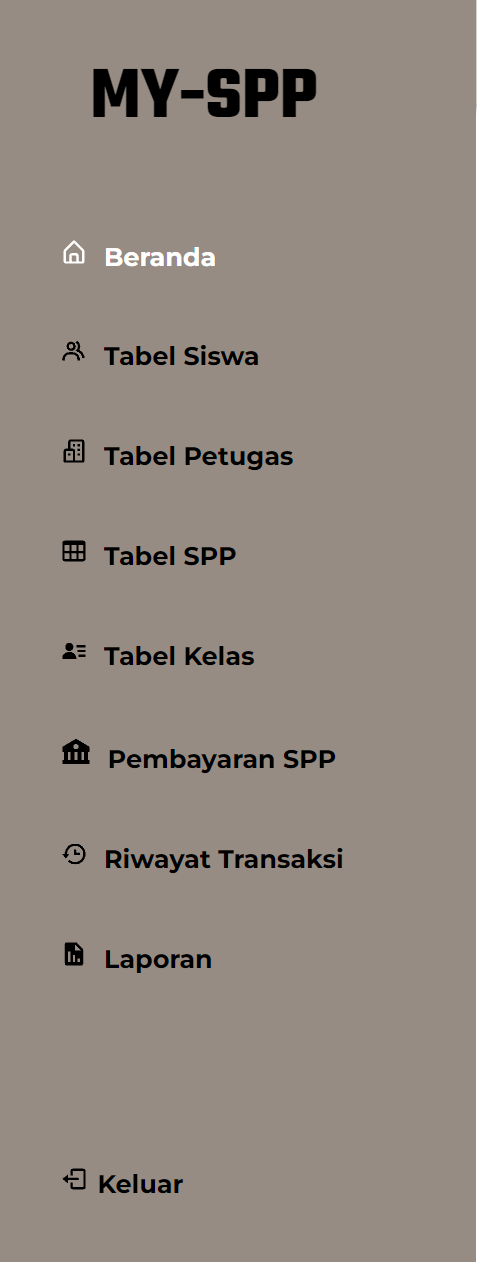 MY-SPP
Beranda
Tabel Siswa
Tabel Petugas
Tabel SPP
Tabel Kelas
Pembayaran SPP
Riwayat Transaksi
Laporan
Keluar